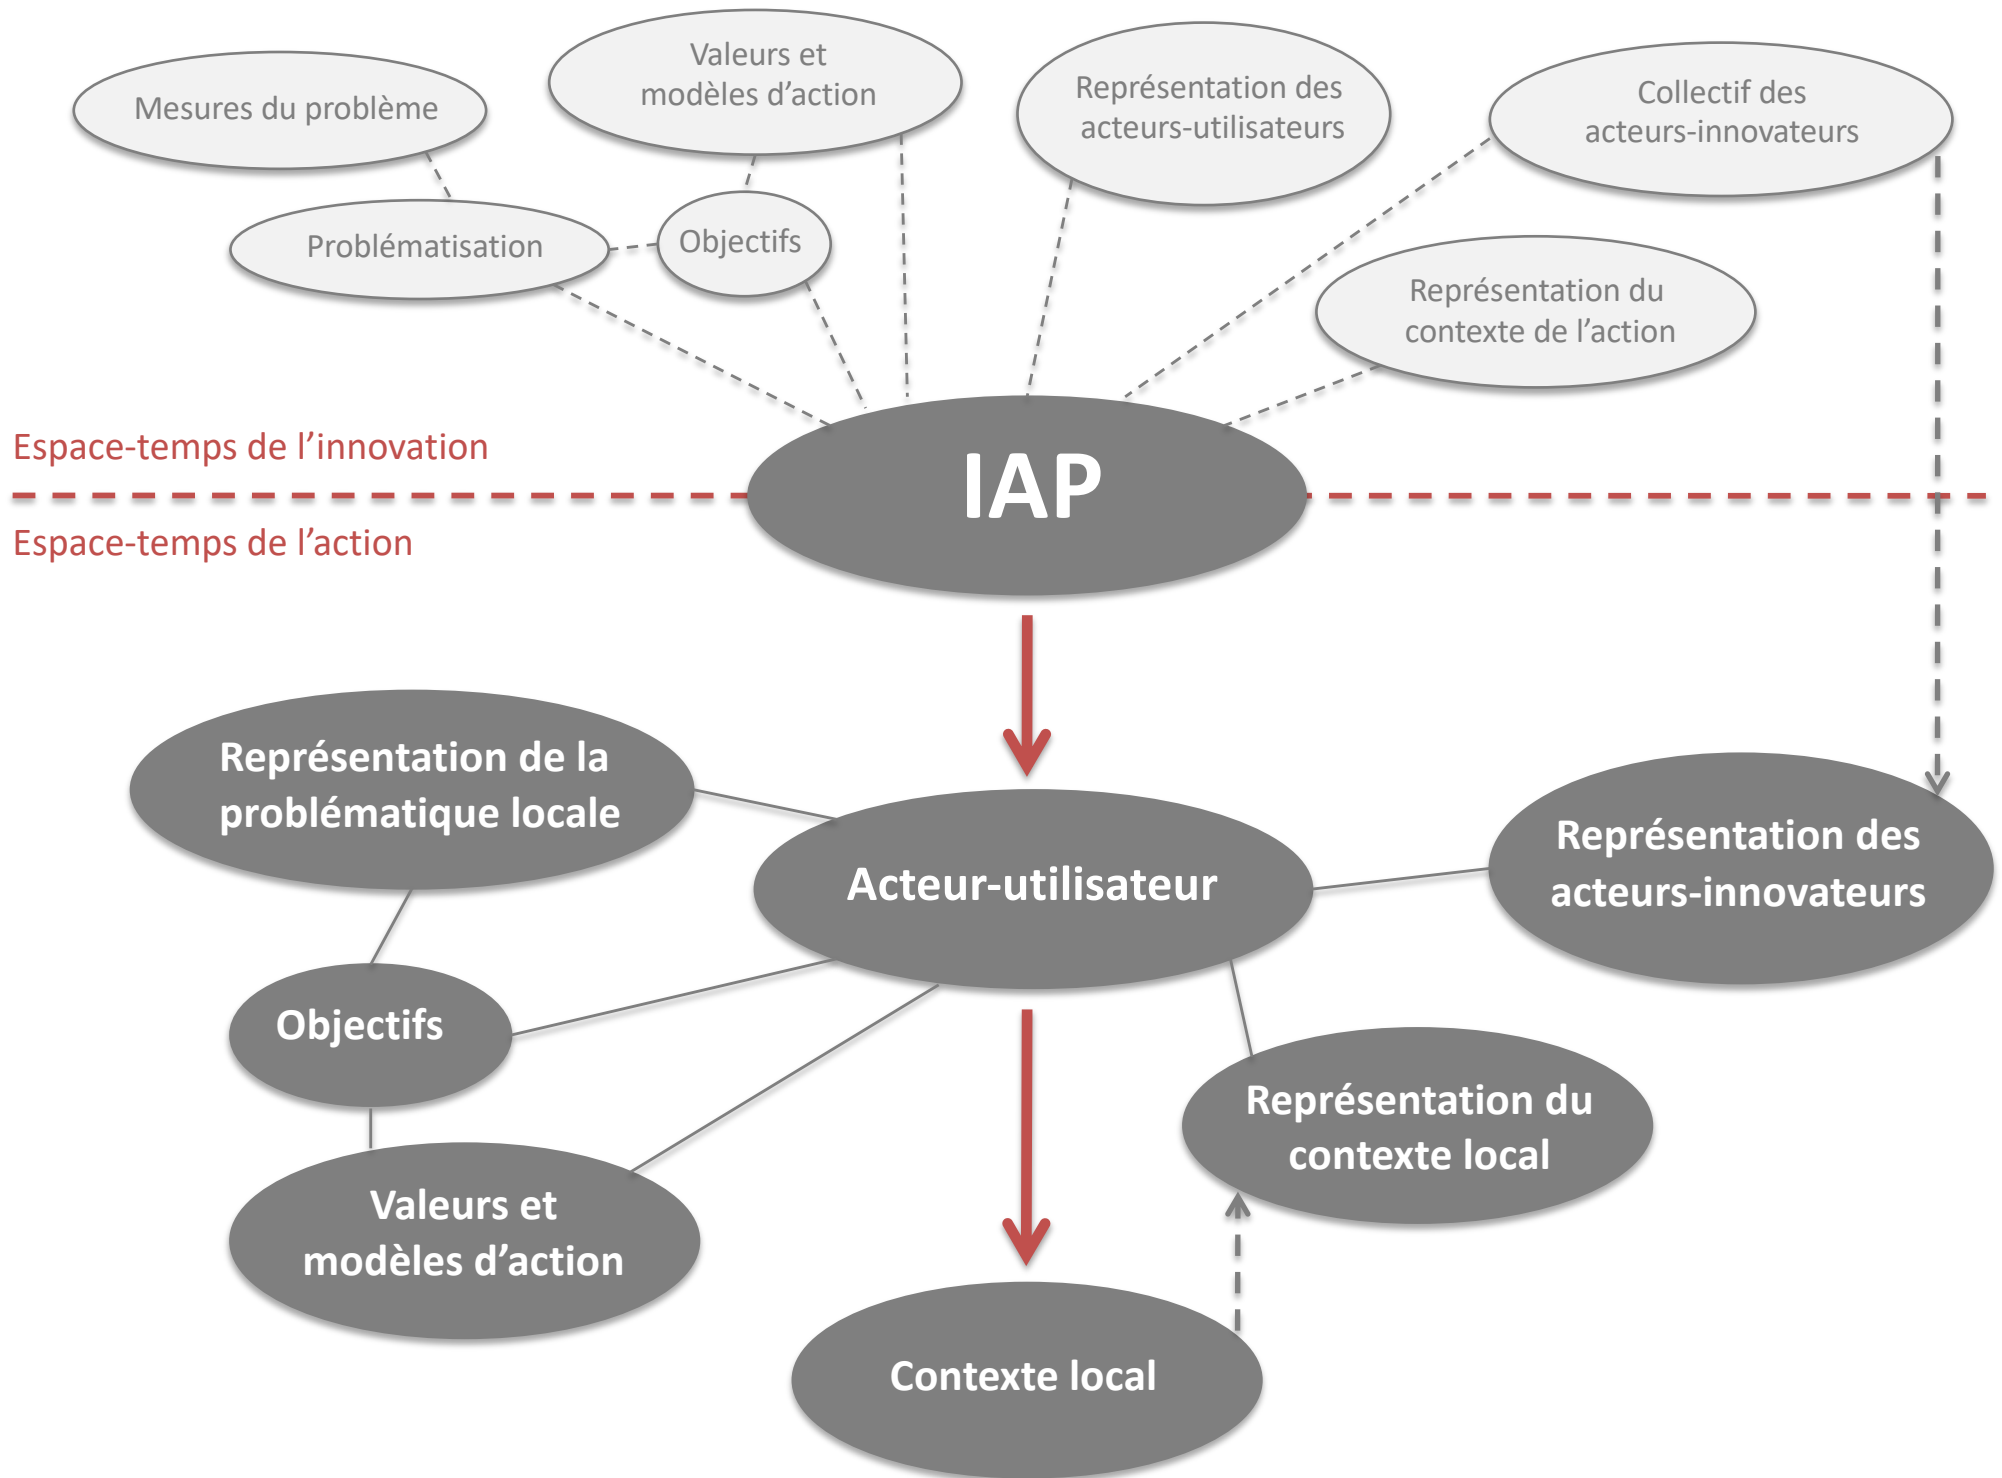 Valeurs et
modèles d’action
Mesures du problème
Représentation des
acteurs-utilisateurs
Collectif des
acteurs-innovateurs
Problématisation
Objectifs
Représentation du
contexte de l’action
Espace-temps de l’innovation
IAP
Espace-temps de l’action
Représentation de la
problématique locale
Acteur-utilisateur
Représentation des
acteurs-innovateurs
Objectifs
Représentation du
contexte local
Valeurs et
modèles d’action
Contexte local